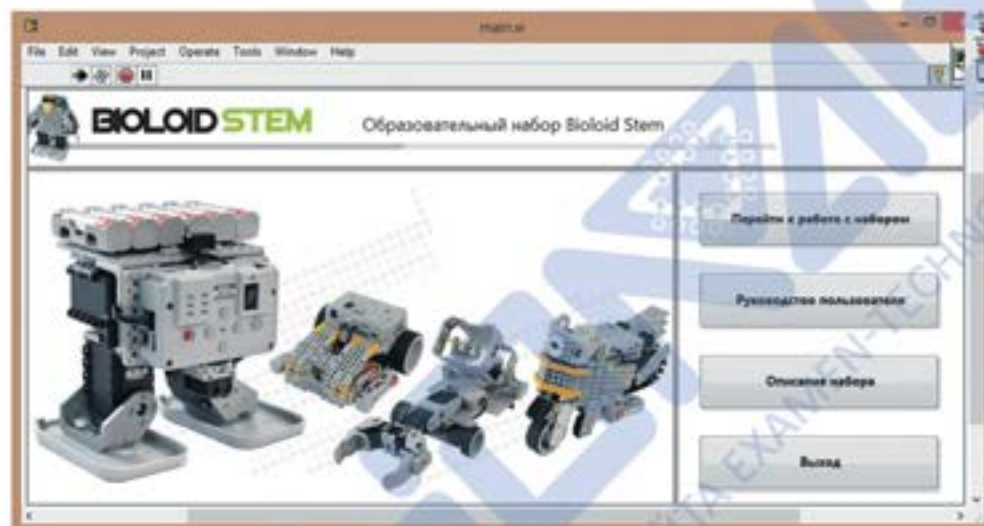 main.vi
File Edit View Project Operate Tools Window Help
BIOLOID STEM
Образовательный набор Bioloid Stem
Перейти к работе с набором
Руководство пользователя
Описание набора
Выход